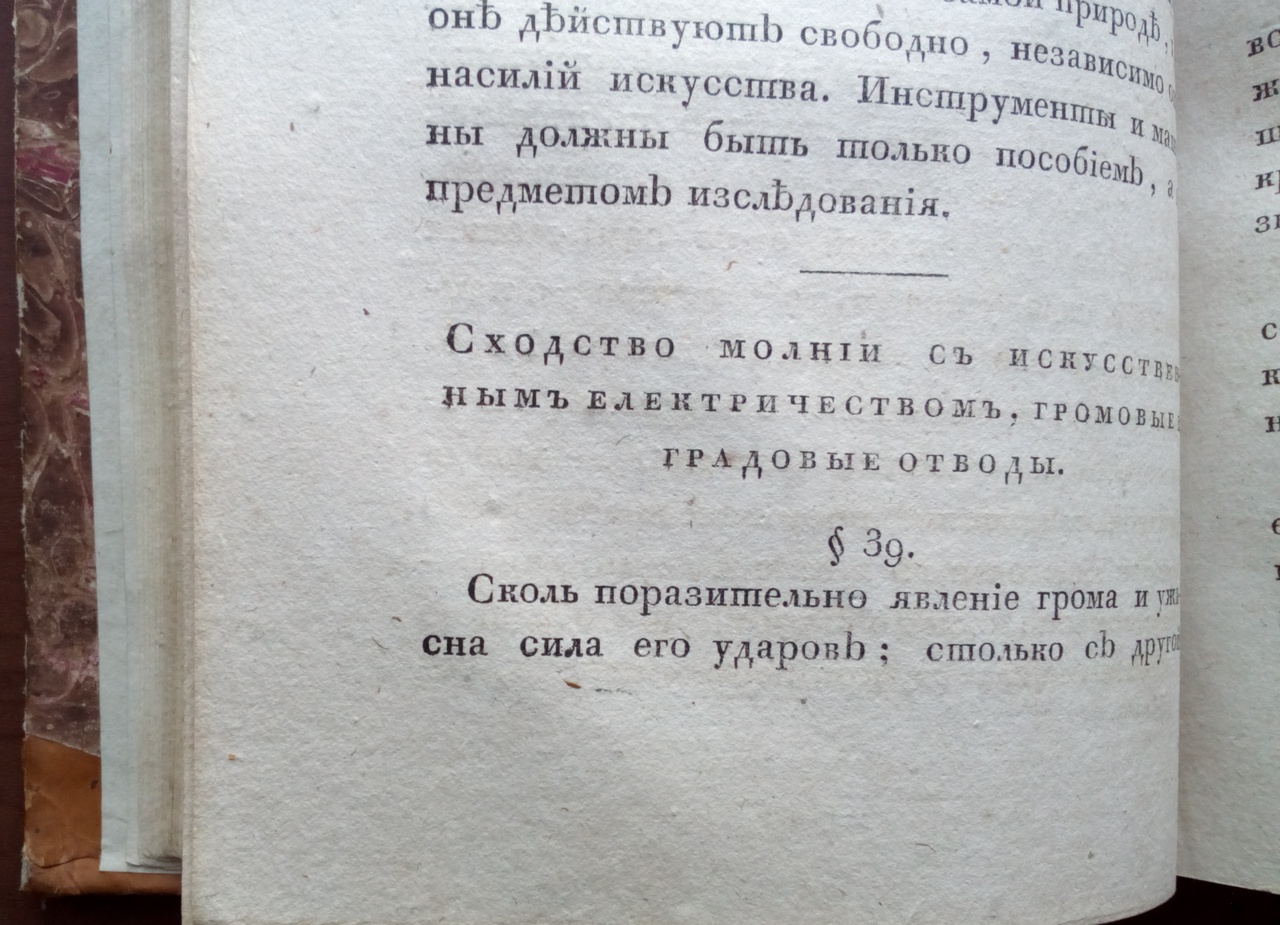 природѣ,
онѣ дѣйствуютъ свободно, независимо
насилій искусства. Инструменты и
ны должны быть только пособіемъ, а
предметомъ изслѣдованія.
Сходство молніи съ искусствен
нымъ електричествомъ, громовые
градовые отводы.
§ 39.
Сколь поразительно явленіе грома и
сна сила его ударовъ; столько съ